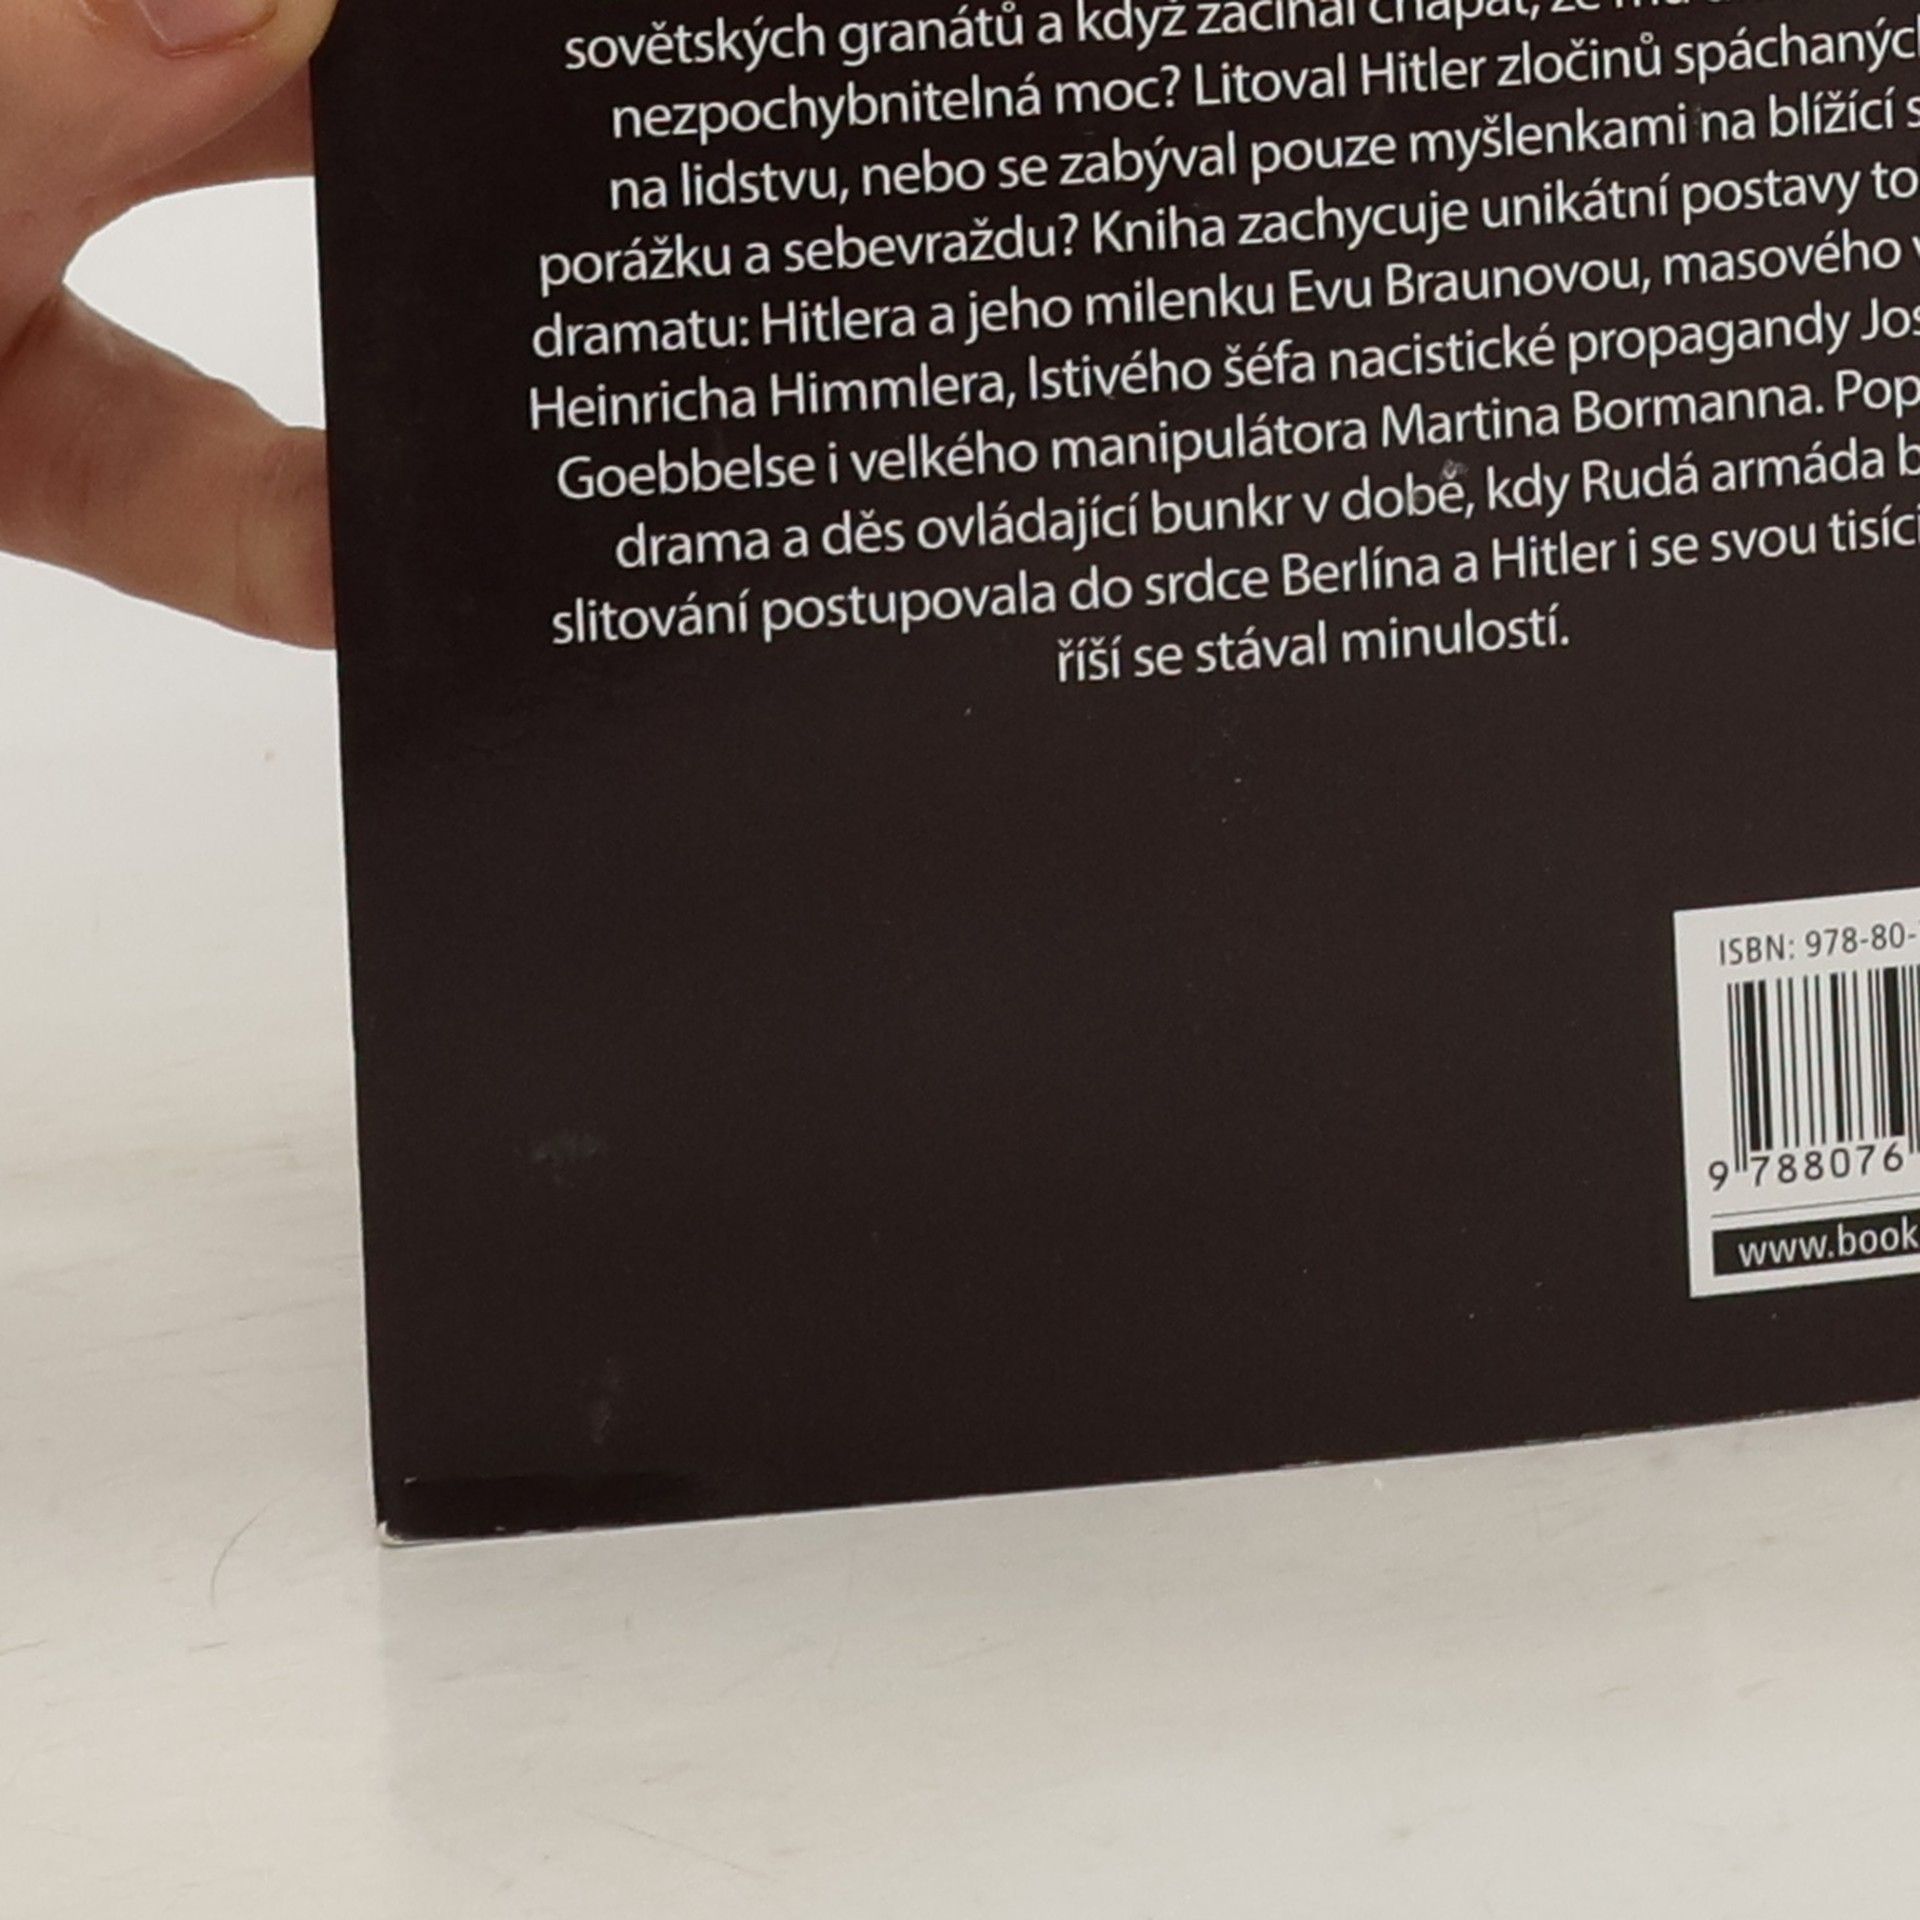 sovětských granátů a když začínal chápat, že
nezpochybnitelná moc? Litoval Hitler zločinů
na lidstvu, nebo se zabýval pouze myšlenkami na blížící
porážku a sebevraždu? Kniha zachycuje unikátní postavy
dramatu: Hitlera a jeho milenku Evu Braunovou, masového
Heinricha Himmlera, lstivého šéfa nacistické propagandy
Goebbelse i velkého manipulátora Martina Bormanna.
drama a děs ovládající bunkr v době, kdy Rudá armáda
slitování postupovala do srdce Berlína a Hitler i se svou
říší se stával minulostí.
ISBN: 978-80-
9 788076
www.book